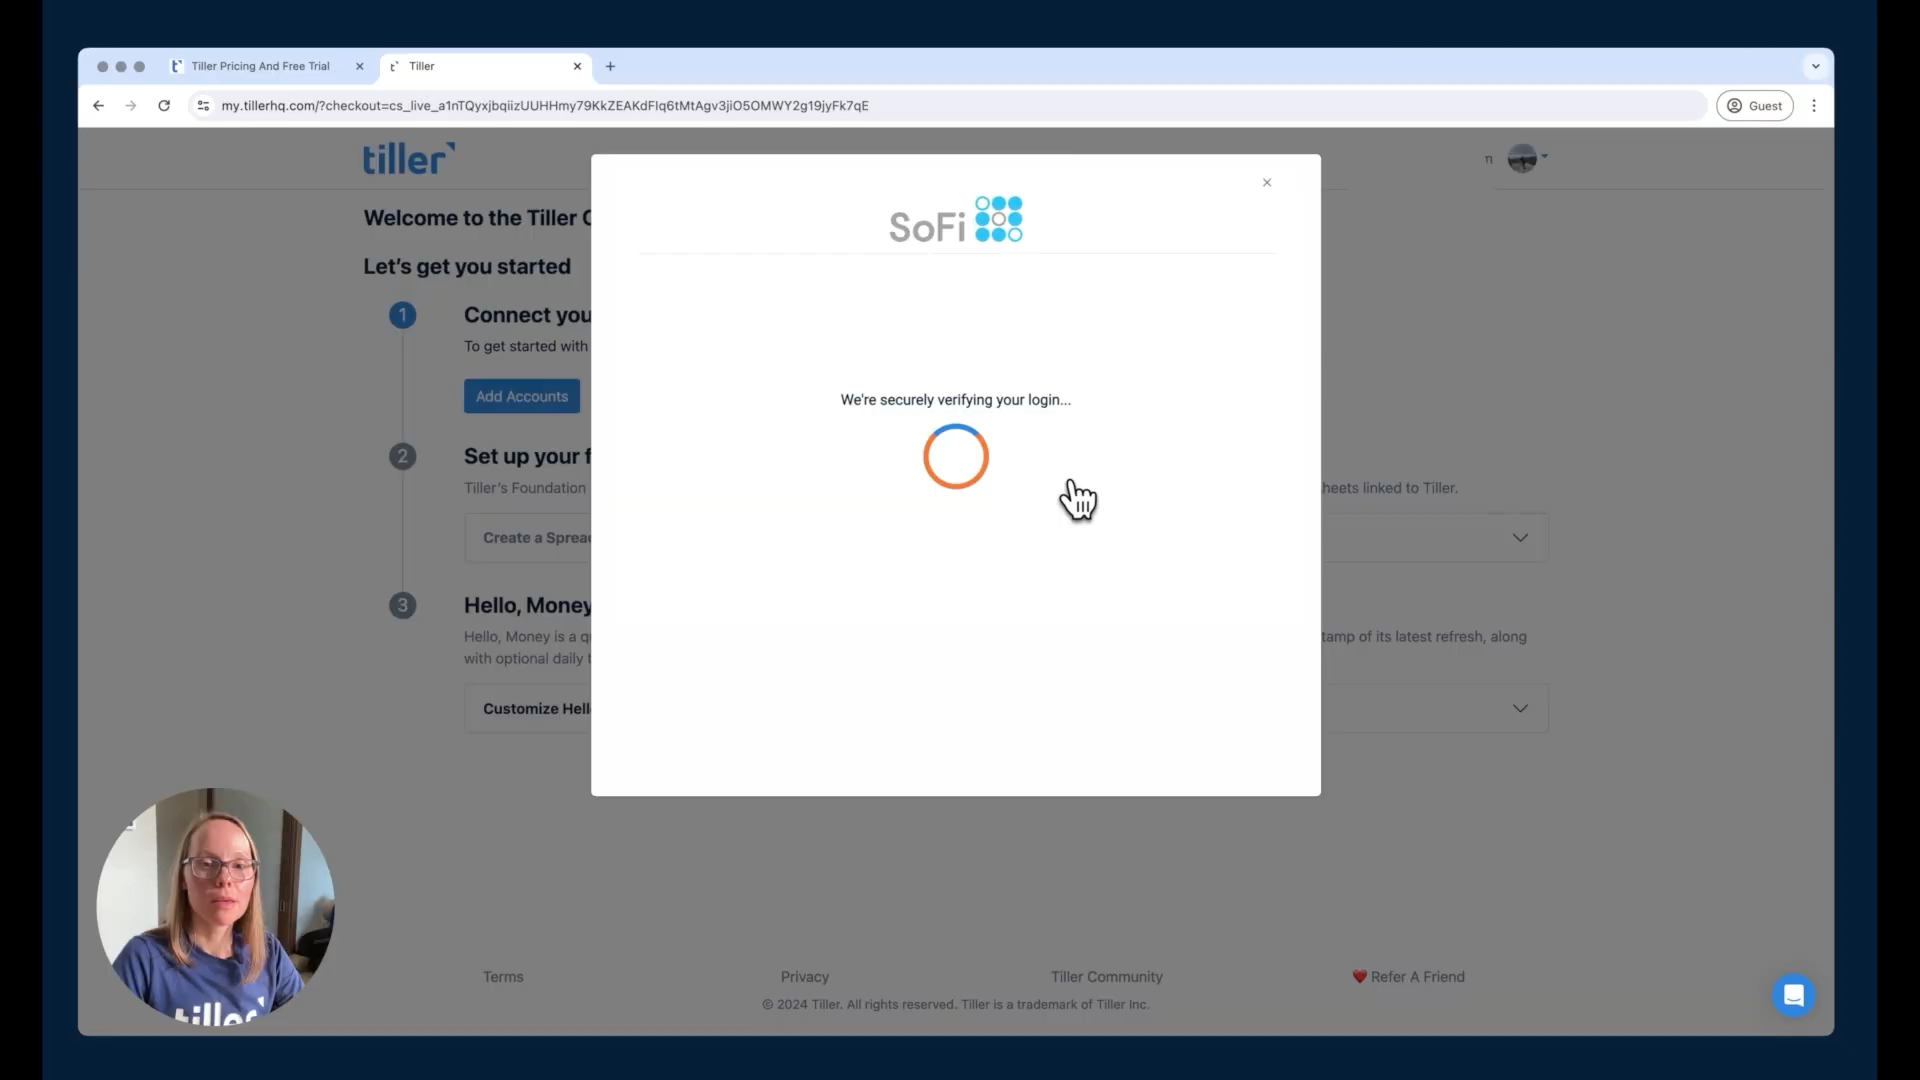 Tiller Pricing And Free Trial
Tiller
my.tillerhq.com/?checkout=cs_live_a1nTQyxjbqiizUUHHmy79KkZEAKdFIq6tMtAgv3jiO5OMWY2g19jyFk7qE
Guest
tiller
n
SoFi
Welcome to the Tiller C
Let's get you started
1
Connect you
To get started with
Add Accounts
We're securely verifying your login...
2
Set up your f
Tiller's Foundation
heets linked to Tiller.
Create a Sprea
3
Hello, Money
Hello, Money is a q
tamp of its latest refresh, along
with optional daily t
Customize Hell
tiller
Terms
Privacy
Tiller Community
Refer A Friend
© 2024 Tiller. All rights reserved. Tiller is a trademark of Tiller Inc.